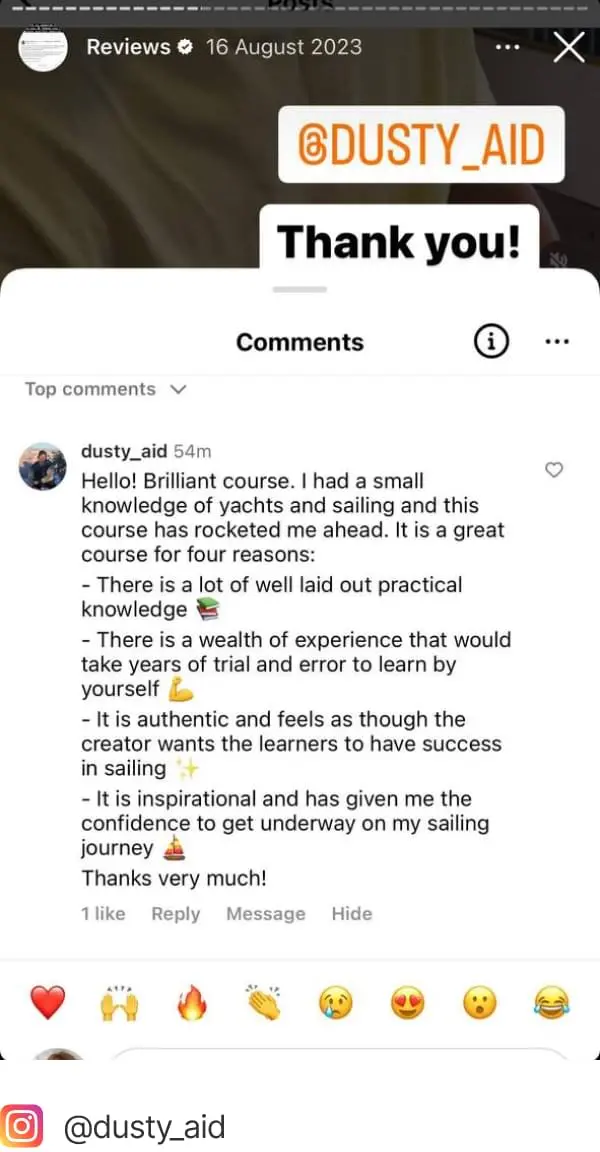 Reviews 16 August 2023
@DUSTY_AID
Thank you!
Comments
Top comments
dusty_aid 54m
Hello! Brilliant course. I had a small
knowledge of yachts and sailing and this
course has rocketed me ahead. It is a great
course for four reasons:
- There is a lot of well laid out practical
knowledge 📚
- There is a wealth of experience that would
take years of trial and error to learn by
yourself 💪
- It is authentic and feels as though the
creator wants the learners to have success
in sailing ✨
- It is inspirational and has given me the
confidence to get underway on my sailing
journey ⛵
Thanks very much!
1 like Reply Message Hide
@dusty_aid